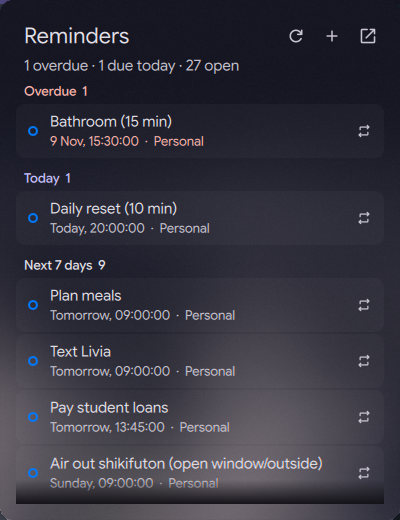 Reminders
1 overdue · 1 due today · 27 open
Overdue 1
Bathroom (15 min)
9 Nov, 15:30:00 · Personal
Today 1
Daily reset (10 min)
Today, 20:00:00 · Personal
Next 7 days 9
Plan meals
Tomorrow, 09:00:00 · Personal
Text Livia
Tomorrow, 09:00:00 · Personal
Pay student loans
Tomorrow, 13:45:00 · Personal
Air out shikifuton (open window/outside)
Sunday, 09:00:00 · Personal